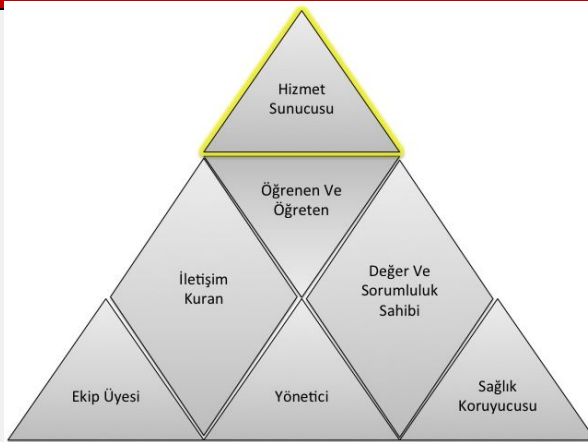 Hizmet
Sunucusu
Öğrenen Ve
Öğreten
İletişim
Kuran
Değer Ve
Sorumluluk
Sahibi
Ekip Üyesi
Yönetici
Sağlık
Koruyucusu